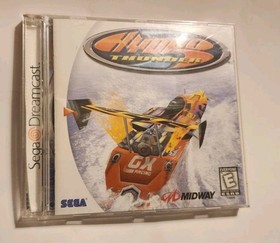 Sega Dreamcast
HYDRO
THUNDER
GX
SEGA
MIDWAY
E